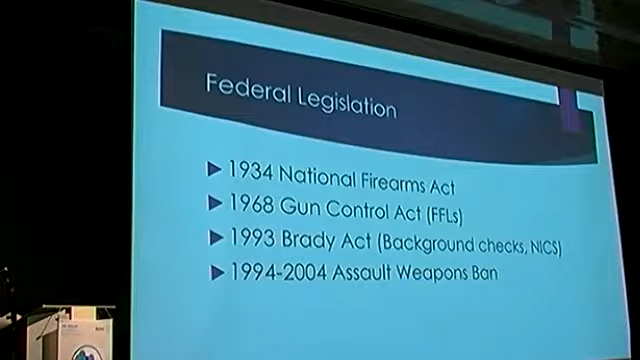 Federal Legislation
1934 National Firearms Act
1968 Gun Control Act (FFLs)
1993 Brady Act (Background checks, NICS)
1994-2004 Assault Weapons Ban